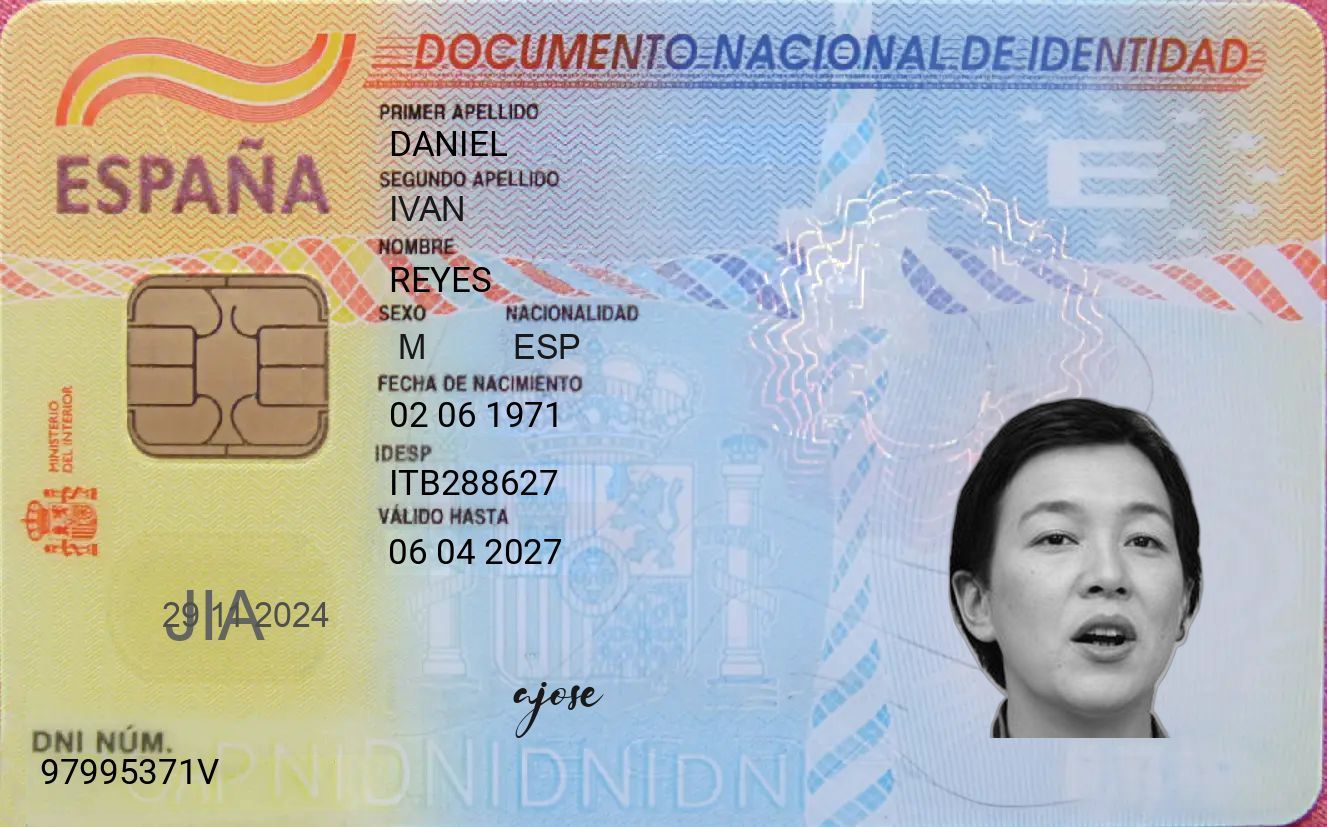 DOCUMENTO NACIONAL DE IDENTIDAD
ESPAÑA
PRIMER APELLIDO
DANIEL
SEGUNDO APELLIDO
IVAN
NOMBRE
REYES
SEXO NACIONALIDAD
M ESP
FECHA DE NACIMIENTO
02 06 1971
IDESP
ITB288627
VÁLIDO HASTA
06 04 2027
MINISTERIO
DEL INTERIOR
29 11 2024
JIA
ajose
DNI NÚM.
97995371V
DNIDNIDNIDN
E